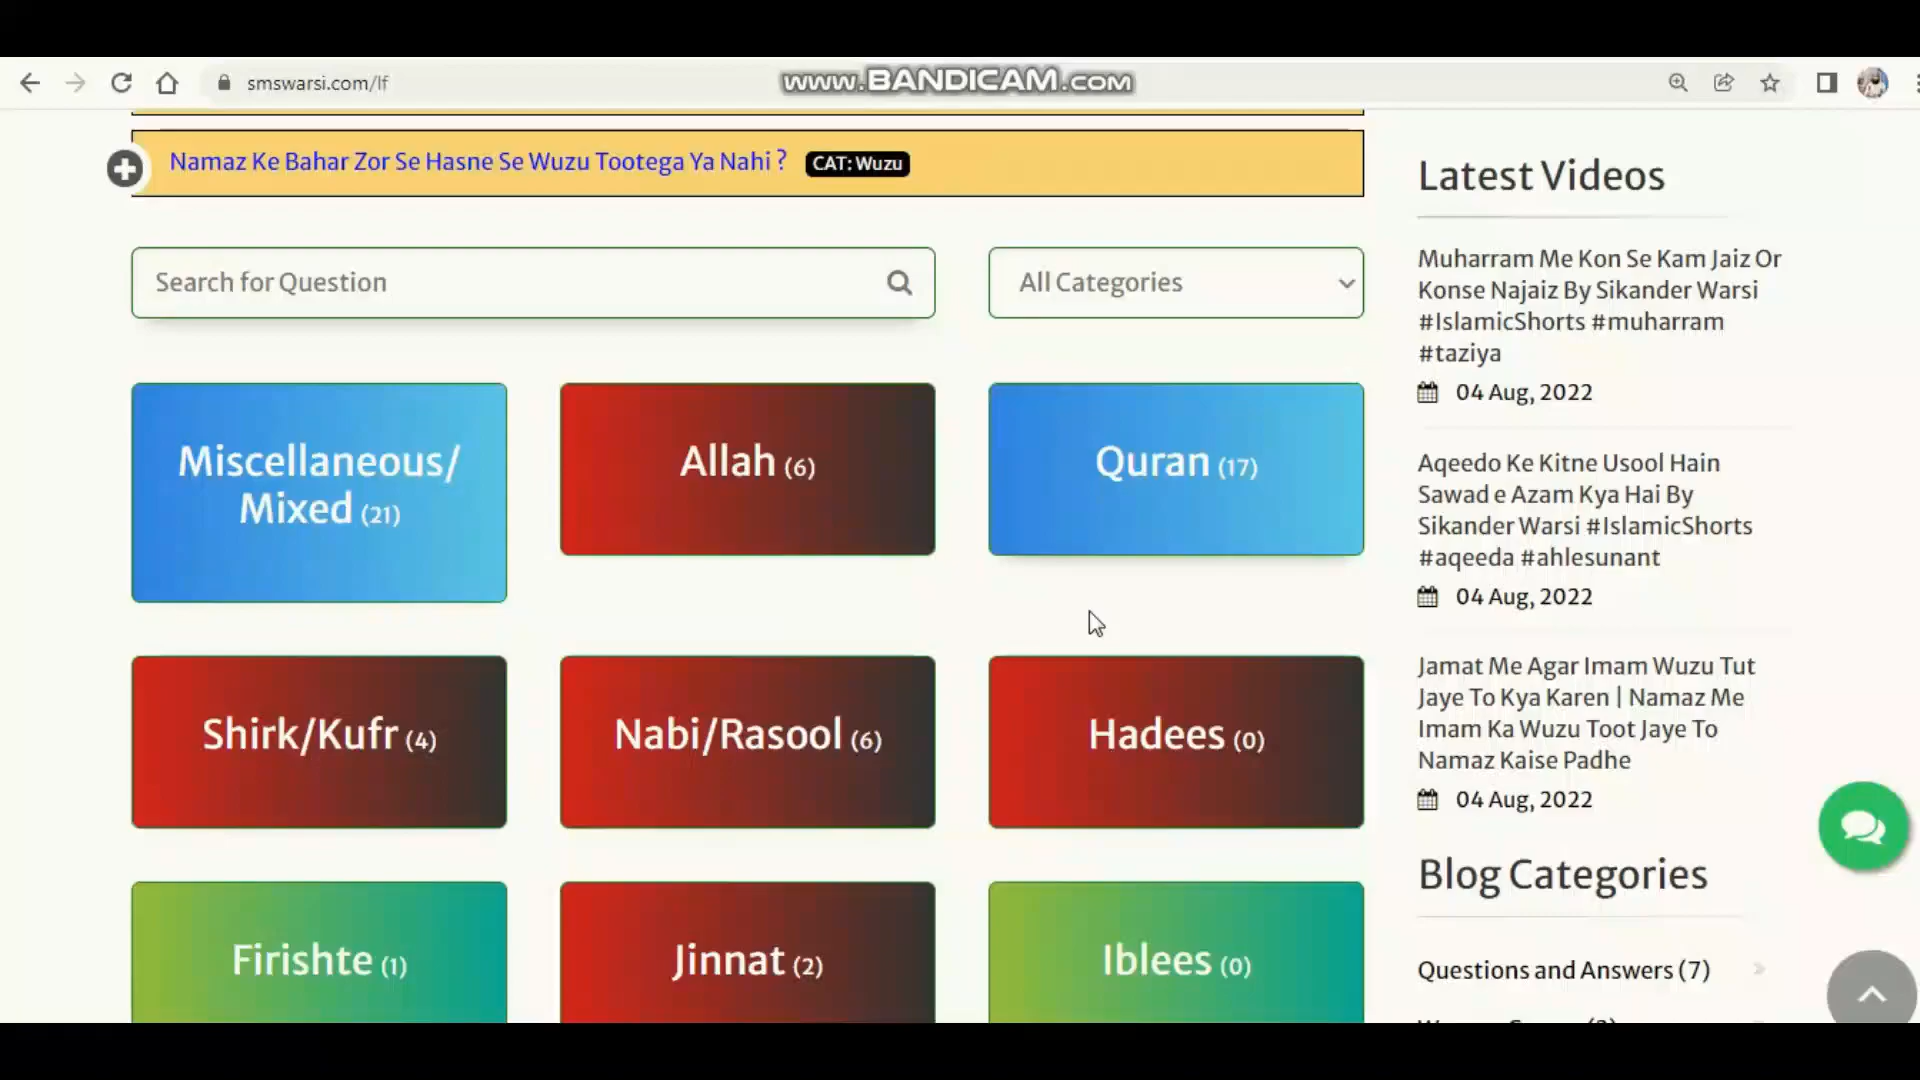 smswarsi.com/lf
www.BANDICAM.com
Namaz Ke Bahar Zor Se Hasne Se Wuzu Tootega Ya Nahi ? CAT: Wuzu
Search for Question
All Categories
Miscellaneous/
Mixed (21)
Allah (6)
Quran (17)
Shirk/Kufr (4)
Nabi/Rasool (6)
Hadees (0)
Firishte (1)
Jinnat (2)
Iblees (0)
Latest Videos
Muharram Me Kon Se Kam Jaiz Or
Konse Najaiz By Sikander Warsi
#IslamicShorts #muharram
#taziya
04 Aug, 2022
Aqeedo Ke Kitne Usool Hain
Sawad e Azam Kya Hai By
Sikander Warsi #IslamicShorts
#aqeeda #ahlesunant
04 Aug, 2022
Jamat Me Agar Imam Wuzu Tut
Jaye To Kya Karen | Namaz Me
Imam Ka Wuzu Toot Jaye To
Namaz Kaise Padhe
04 Aug, 2022
Blog Categories
Questions and Answers (7)